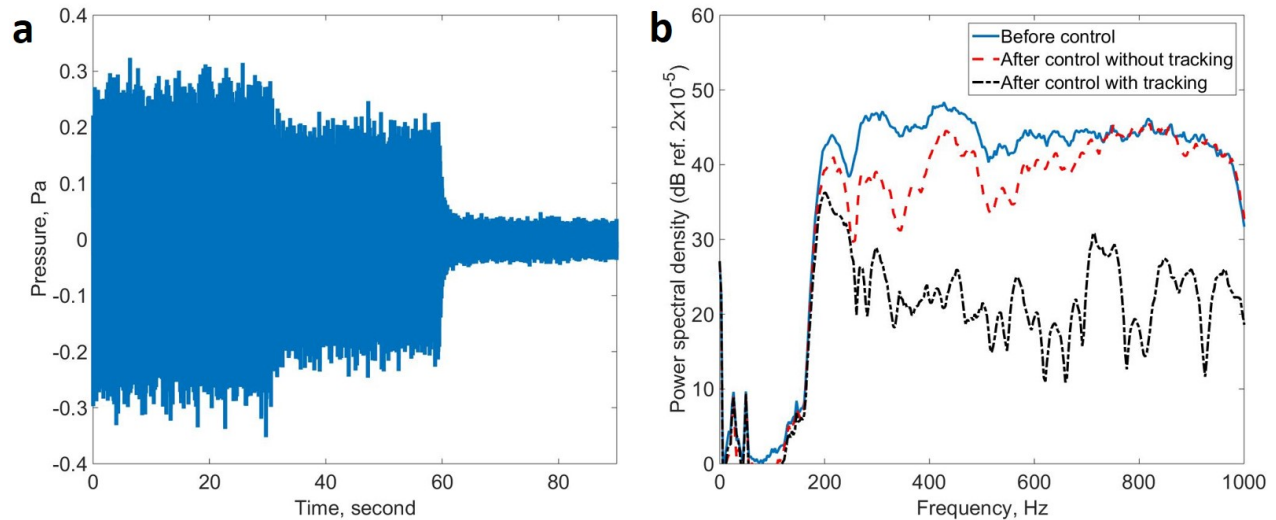 a
0.4
0.3
0.2
0.1
0
-0.1
-0.2
-0.3
-0.4
Pressure, Pa
0 20 40 60 80
Time, second
b
60
50
40
30
20
10
0
Power spectral density (dB ref. 2x10⁻⁵)
Before control
After control without tracking
After control with tracking
0 200 400 600 800 1000
Frequency, Hz